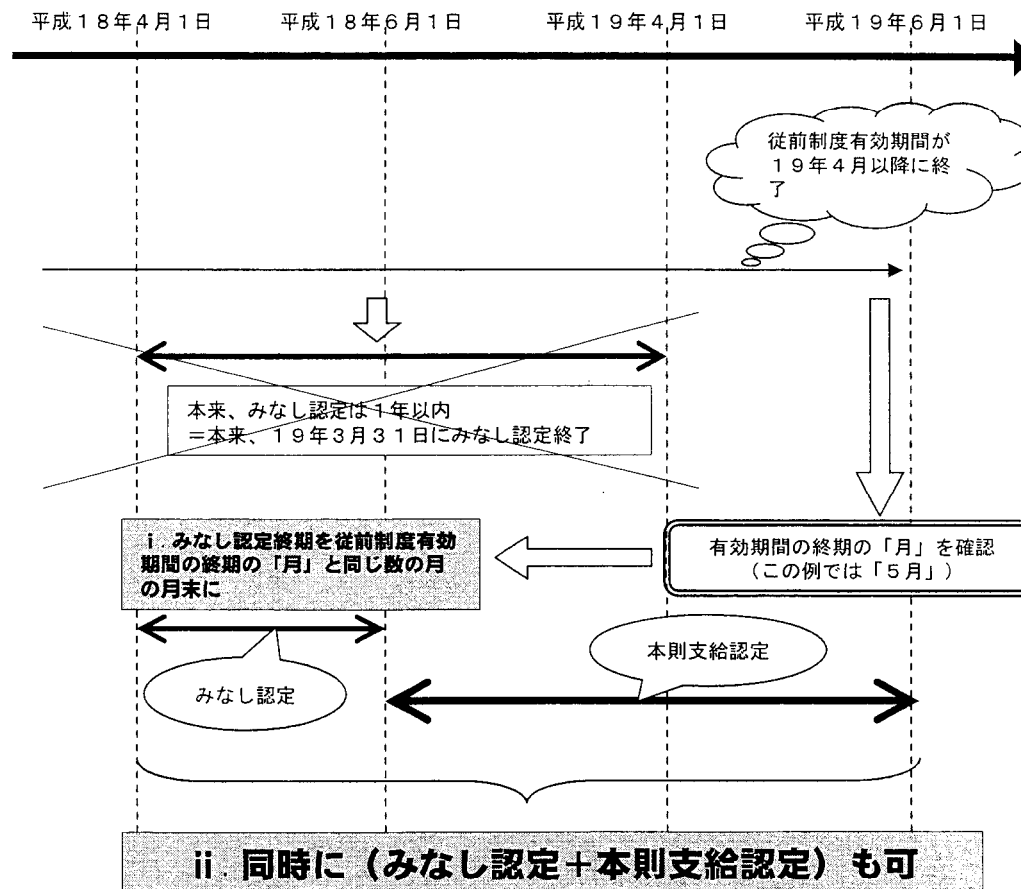 平成18年4月1日　平成18年6月1日　平成19年4月1日　平成19年6月1日
従前制度有効期間が
19年4月以降に終
了
本来、みなし認定は1年以内
=本来、19年3月31日にみなし認定終了
ⅰ.みなし認定終期を従前制度有効
期間の終期の「月」と同じ数の月
の月末に
有効期間の終期の「月」を確認
(この例では「5月」)
みなし認定
本則支給認定
ⅱ.同時に(みなし認定+本則支給認定)も可